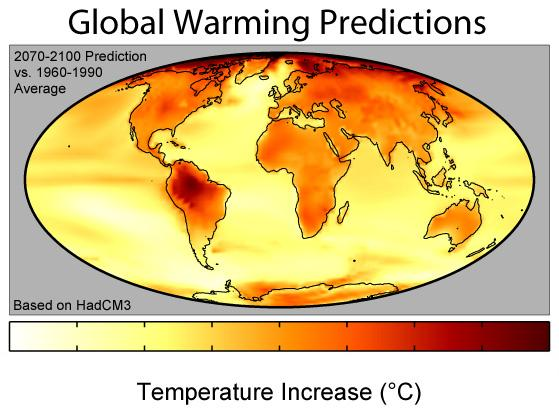 Global Warming Predictions
2070-2100 Prediction
vs. 1960-1990
Average
Based on HadCM3
Temperature Increase (°C)